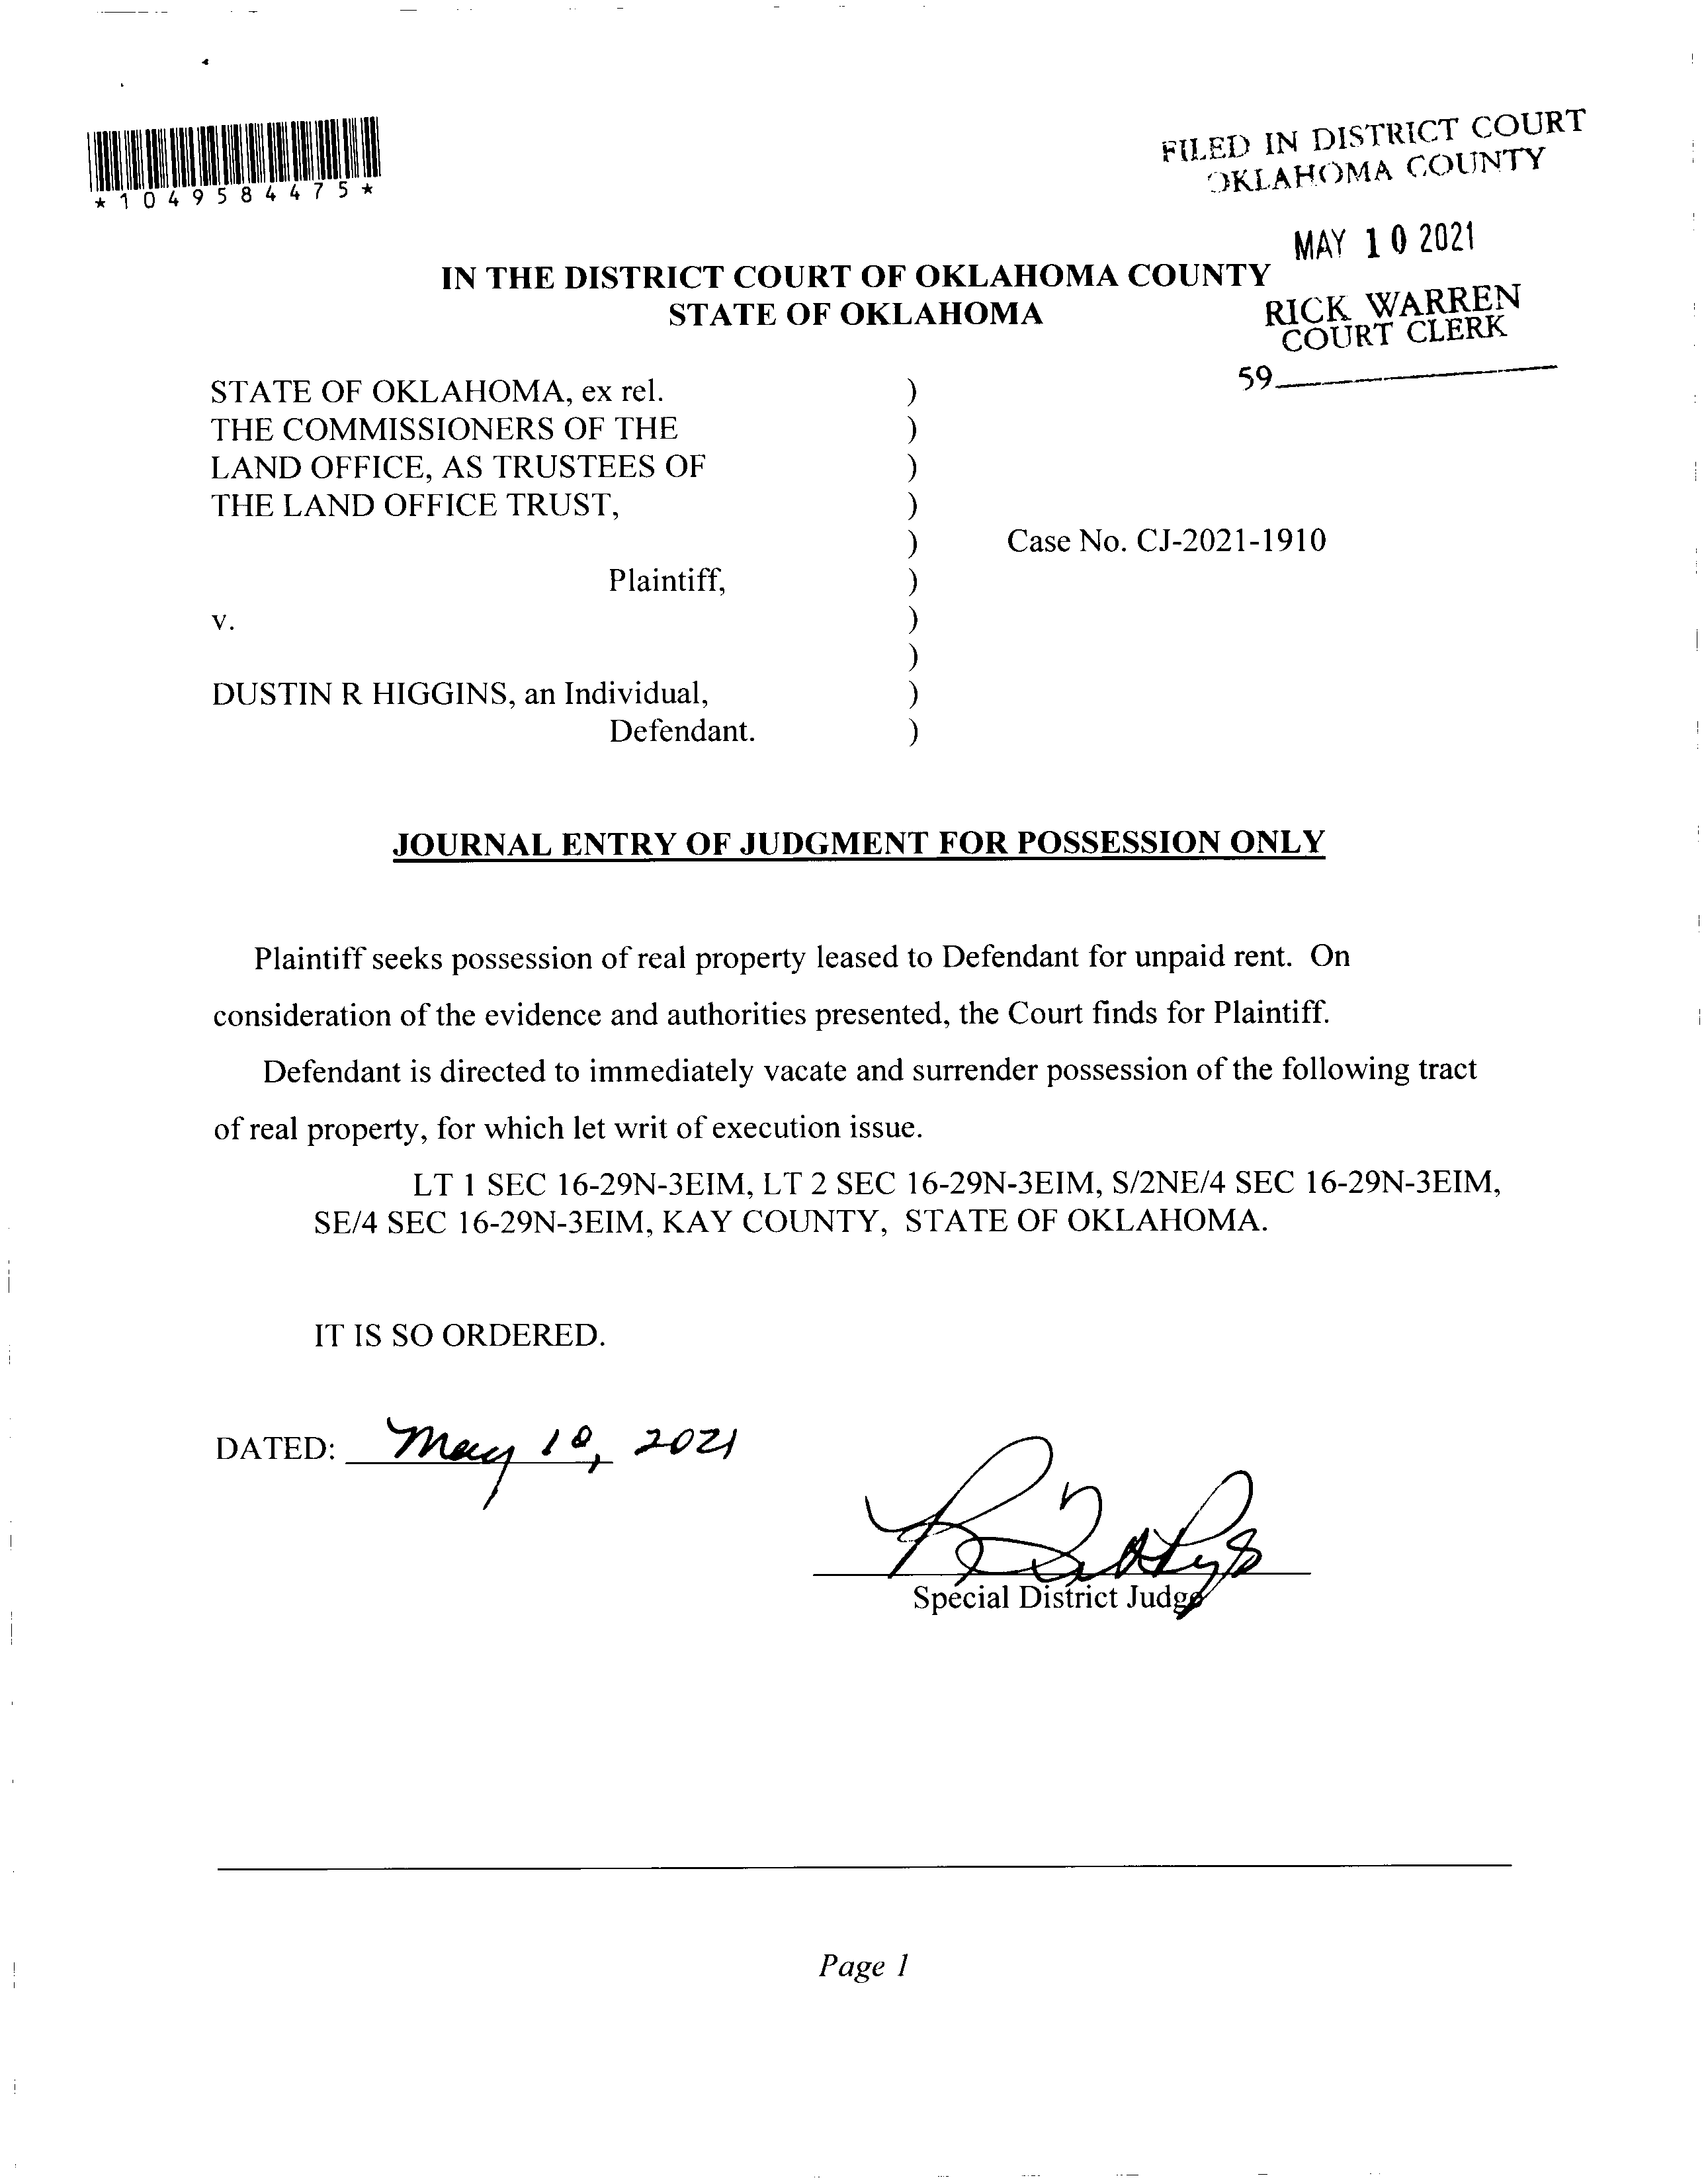 *1049584475*
FILED IN DISTRICT COURT
OKLAHOMA COUNTY
MAY 10 2021
RICK WARREN
COURT CLERK
59
IN THE DISTRICT COURT OF OKLAHOMA COUNTY
STATE OF OKLAHOMA
STATE OF OKLAHOMA, ex rel. )
THE COMMISSIONERS OF THE )
LAND OFFICE, AS TRUSTEES OF )
THE LAND OFFICE TRUST, )
) Case No. CJ-2021-1910
Plaintiff, )
v. )
)
DUSTIN R HIGGINS, an Individual, )
Defendant. )
JOURNAL ENTRY OF JUDGMENT FOR POSSESSION ONLY
Plaintiff seeks possession of real property leased to Defendant for unpaid rent. On
consideration of the evidence and authorities presented, the Court finds for Plaintiff.
Defendant is directed to immediately vacate and surrender possession of the following tract
of real property, for which let writ of execution issue.
LT 1 SEC 16-29N-3EIM, LT 2 SEC 16-29N-3EIM, S/2NE/4 SEC 16-29N-3EIM,
SE/4 SEC 16-29N-3EIM, KAY COUNTY, STATE OF OKLAHOMA.
IT IS SO ORDERED.
DATED: May 10, 2021
Special District Judge
Page 1